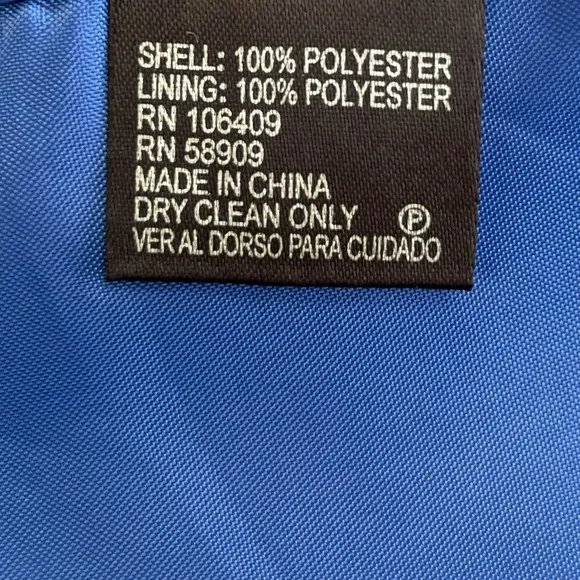 SHELL: 100% POLYESTER
LINING: 100% POLYESTER
RN 106409
RN 58909
MADE IN CHINA
DRY CLEAN ONLY Ⓟ
VER AL DORSO PARA CUIDADO